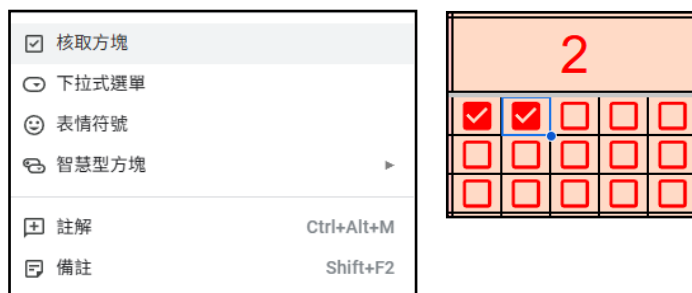 核取方塊
下拉式選單
表情符號
智慧型方塊
註解 Ctrl+Alt+M
備註 Shift+F2
2